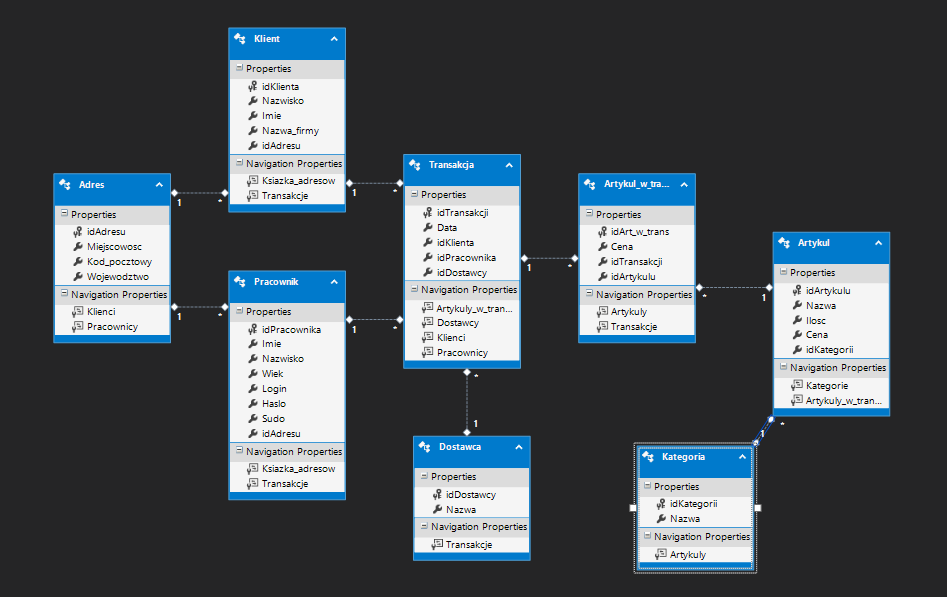 Klient
Properties
idKlienta
Nazwisko
Imie
Nazwa_firmy
idAdresu
Navigation Properties
Ksiazka_adresow
Transakcje
Adres
Properties
idAdresu
Miejscowosc
Kod_pocztowy
Wojewodztwo
Navigation Properties
Klienci
Pracownicy
Pracownik
Properties
idPracownika
Imie
Nazwisko
Wiek
Login
Haslo
Sudo
idAdresu
Navigation Properties
Ksiazka_adresow
Transakcje
Transakcja
Properties
idTransakcji
Data
idKlienta
idPracownika
idDostawcy
Navigation Properties
Artykuly_w_tran...
Dostawcy
Klienci
Pracownicy
Dostawca
Properties
idDostawcy
Nazwa
Navigation Properties
Transakcje
Artykul_w_tra...
Properties
idArt_w_trans
Cena
idTransakcji
idArtykulu
Navigation Properties
Artykuly
Transakcje
Artykul
Properties
idArtykulu
Nazwa
Ilosc
Cena
idKategorii
Navigation Properties
Kategorie
Artykuly_w_tran...
Kategoria
Properties
idKategorii
Nazwa
Navigation Properties
Artykuly
1
*
1
*
1
*
1
*
1
*
*
1
*
1
1
*